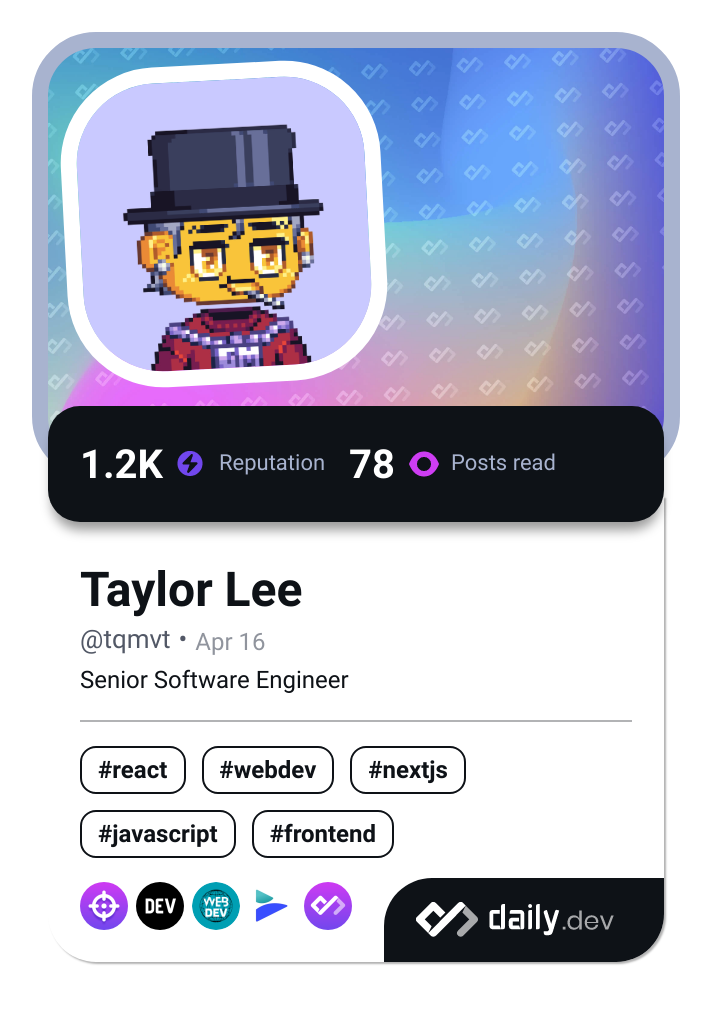 GM
1.2K Reputation 78 Posts read
Taylor Lee
@tqmvt • Apr 16
Senior Software Engineer
#react #webdev #nextjs
#javascript #frontend
DEV WEB DEV daily.dev